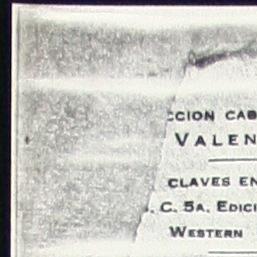 CCION CAB
VALEN
CLAVES EN
. C. 5A. EDICI
WESTERN